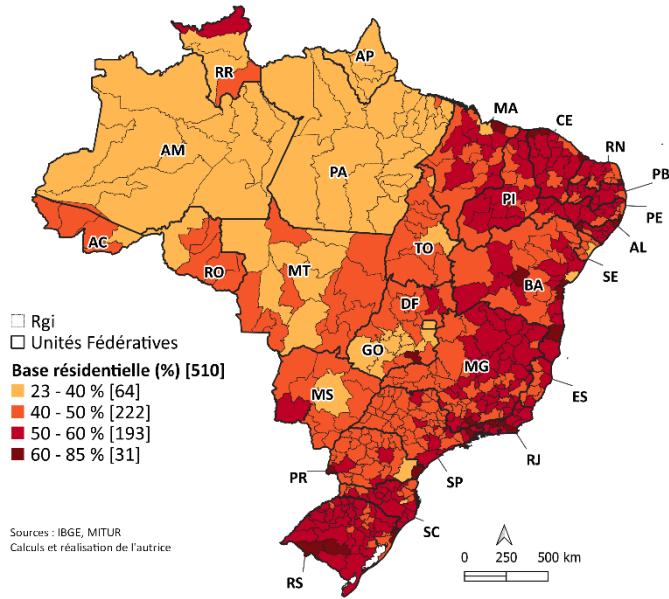 AP
RR
MA
CE
AM
PA
RN
PB
PI
PE
AC
TO
AL
RO
MT
SE
BA
DF
Rgi
Unités Fédératives
GO
MG
Base résidentielle (%) [510]
23 - 40 % [64]
MS
ES
40 - 50 % [222]
50 - 60 % [193]
RJ
60 - 85 % [31]
PR
SP
SC
Sources : IBGE, MITUR
Calculs et réalisation de l'autrice
RS
0 250 500 km